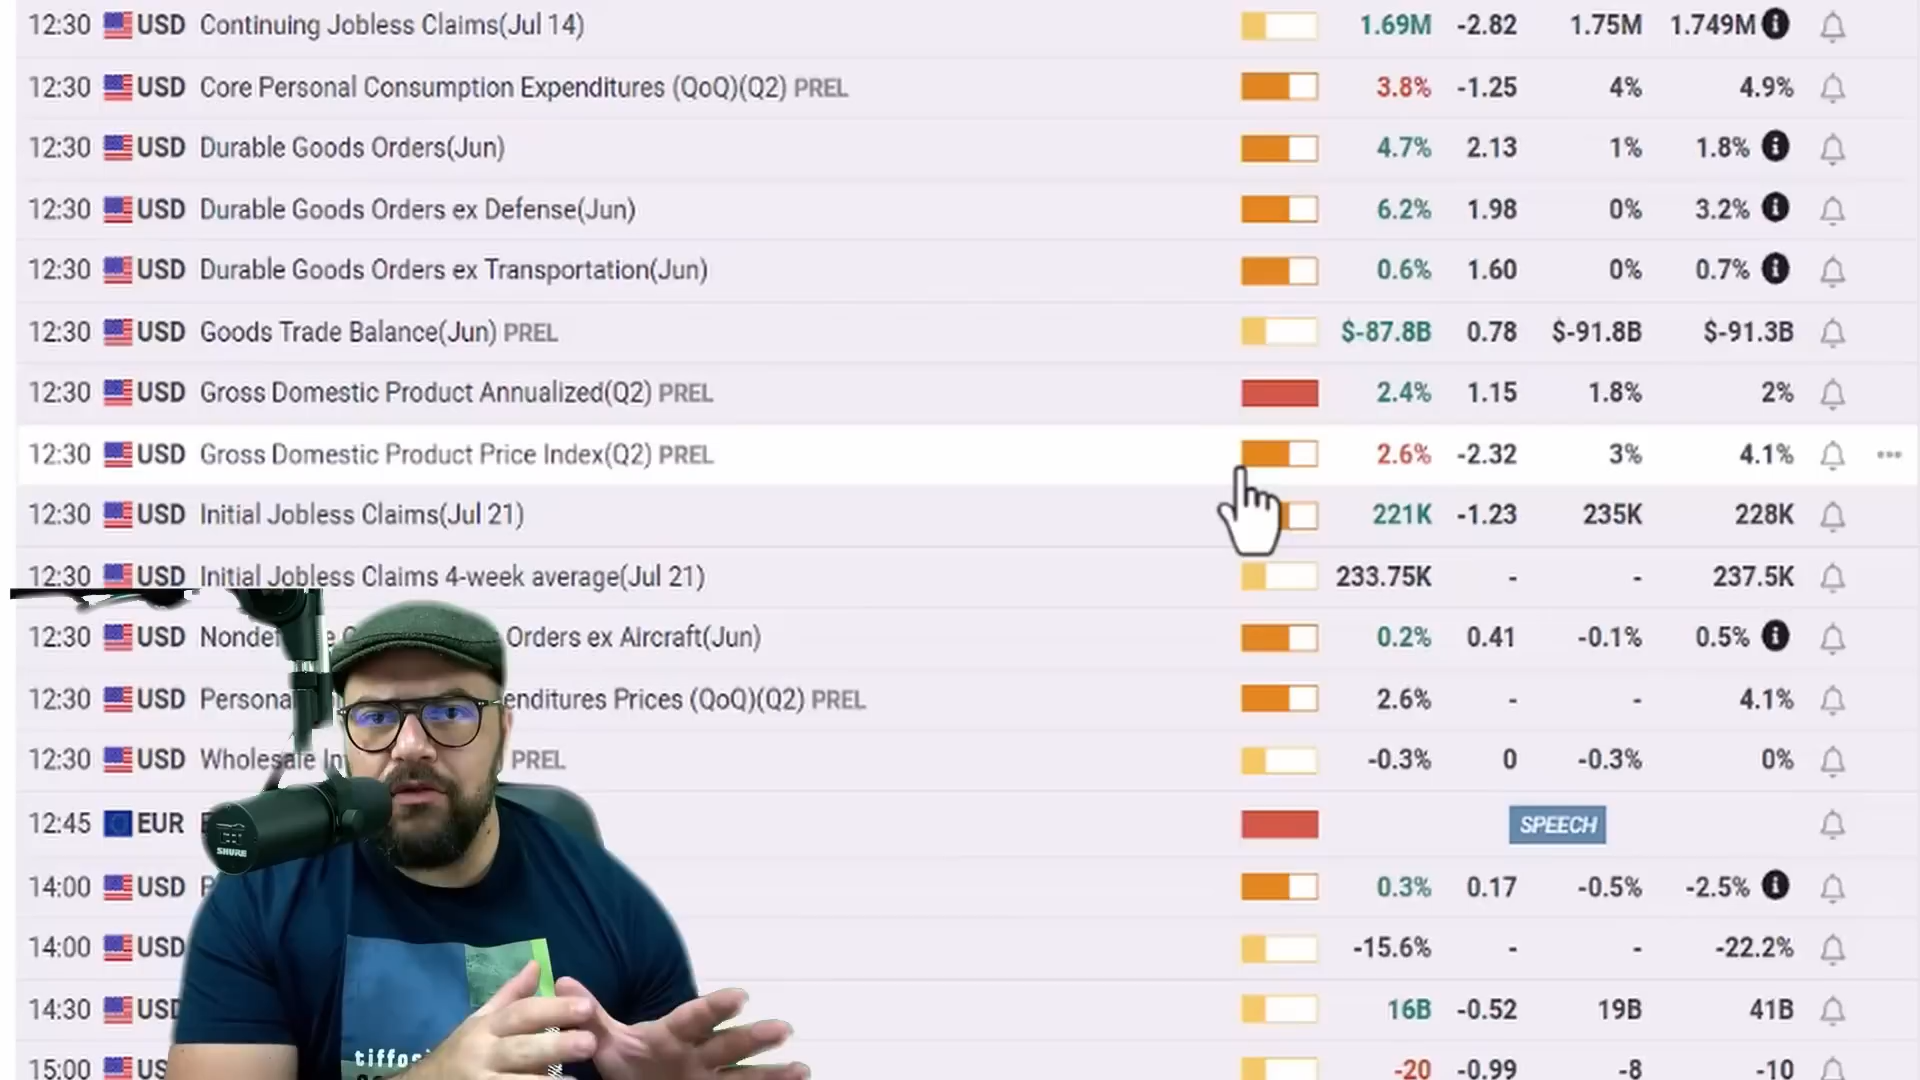 12:30 USD Continuing Jobless Claims(Jul 14) 1.69M -2.82 1.75M 1.749M
12:30 USD Core Personal Consumption Expenditures (QoQ)(Q2) PREL 3.8% -1.25 4% 4.9%
12:30 USD Durable Goods Orders(Jun) 4.7% 2.13 1% 1.8%
12:30 USD Durable Goods Orders ex Defense(Jun) 6.2% 1.98 0% 3.2%
12:30 USD Durable Goods Orders ex Transportation(Jun) 0.6% 1.60 0% 0.7%
12:30 USD Goods Trade Balance(Jun) PREL $-87.8B 0.78 $-91.8B $-91.3B
12:30 USD Gross Domestic Product Annualized(Q2) PREL 2.4% 1.15 1.8% 2%
12:30 USD Gross Domestic Product Price Index(Q2) PREL 2.6% -2.32 3% 4.1%
12:30 USD Initial Jobless Claims(Jul 21) 221K -1.23 235K 228K
12:30 USD Initial Jobless Claims 4-week average(Jul 21) 233.75K - - 237.5K
12:30 USD Orders ex Aircraft(Jun) 0.2% 0.41 -0.1% 0.5%
12:30 USD Persona enditures Prices (QoQ)(Q2) PREL 2.6% - - 4.1%
12:30 USD Wholesale In PREL -0.3% 0 -0.3% 0%
12:45 EUR SPEECH
SHURE
14:00 USD 0.3% 0.17 -0.5% -2.5%
14:00 USD -15.6% - - -22.2%
14:30 USD 16B -0.52 19B 41B
tiffosi
15:00 US -20 -0.99 -8 -10